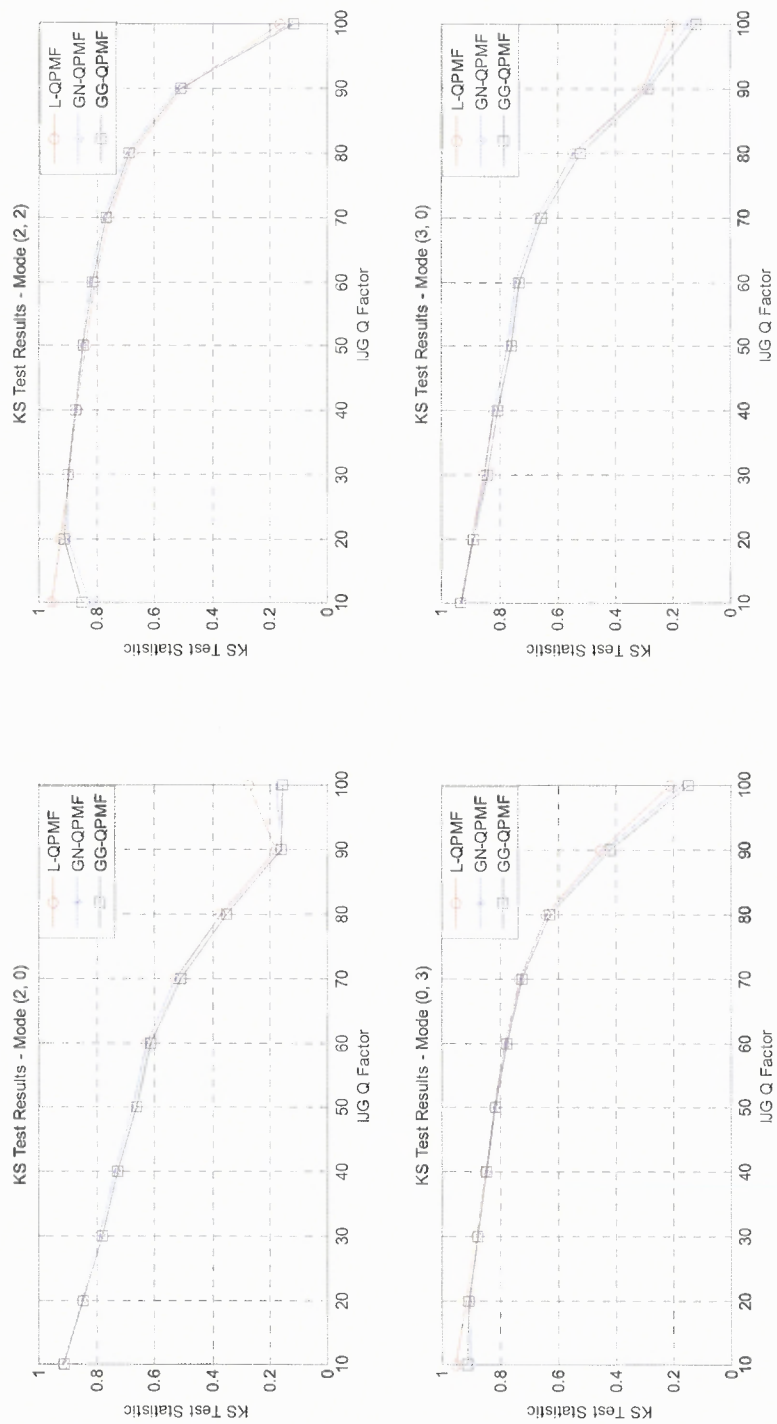 KS Test Results - Mode (2, 0)
L-QPMF
GN-QPMF
GG-QPMF
KS Test Statistic
1
0.8
0.6
0.4
0.2
0
10
20
30
40
50
60
70
80
90
100
IJG Q Factor
KS Test Results - Mode (2, 2)
L-QPMF
GN-QPMF
GG-QPMF
KS Test Statistic
1
0.8
0.6
0.4
0.2
0
10
20
30
40
50
60
70
80
90
100
IJG Q Factor
KS Test Results - Mode (0, 3)
L-QPMF
GN-QPMF
GG-QPMF
KS Test Statistic
1
0.8
0.6
0.4
0.2
0
10
20
30
40
50
60
70
80
90
100
IJG Q Factor
KS Test Results - Mode (3, 0)
L-QPMF
GN-QPMF
GG-QPMF
KS Test Statistic
1
0.8
0.6
0.4
0.2
0
10
20
30
40
50
60
70
80
90
100
IJG Q Factor